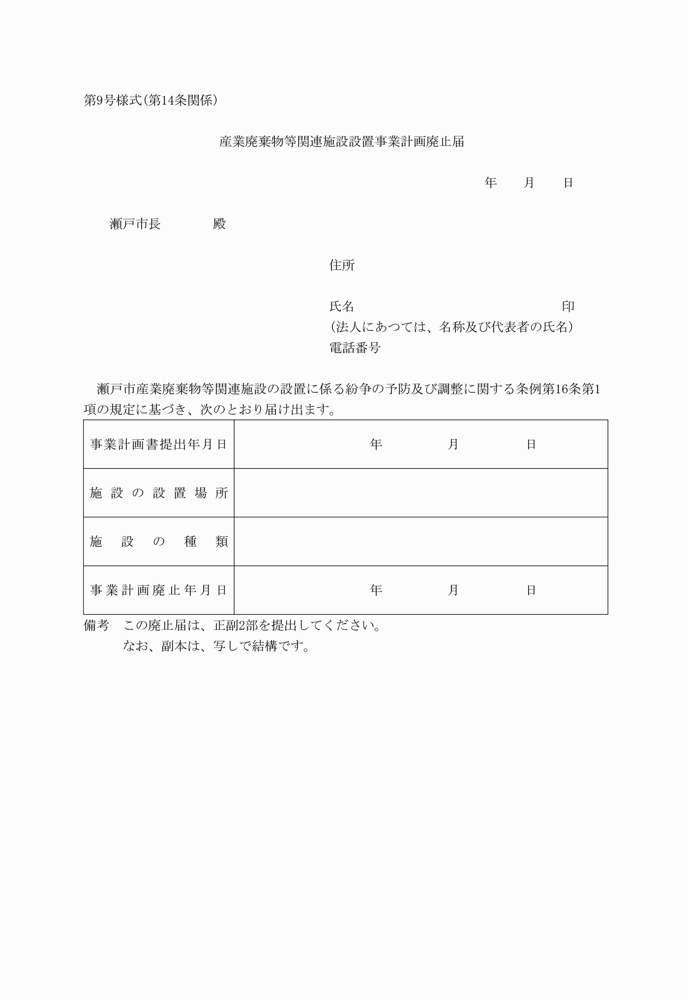 第9号様式(第14条関係)
産業廃棄物等関連施設設置事業計画廃止届
年　　月　　日
瀬戸市長　　　　殿
住所
氏名　　　　　　　　　　　　　　　　印
(法人にあつては、名称及び代表者の氏名)
電話番号
瀬戸市産業廃棄物等関連施設の設置に係る紛争の予防及び調整に関する条例第16条第1
項の規定に基づき、次のとおり届け出ます。
事業計画書提出年月日　　　　年　　　　　月　　　　　日
施設の設置場所
施設の種類
事業計画廃止年月日　　　　年　　　　　月　　　　　日
備考　この廃止届は、正副2部を提出してください。
なお、副本は、写しで結構です。